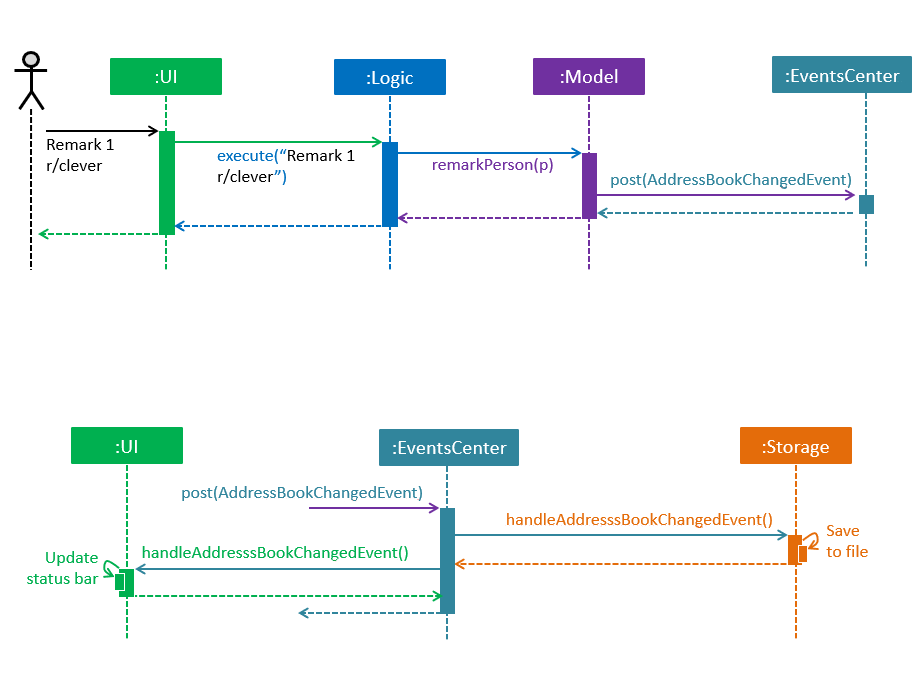 :UI
:Logic
:Model
:EventsCenter
Remark 1
r/clever
execute(“Remark 1
r/clever”)
remarkPerson(p)
post(AddressBookChangedEvent)
:UI
:EventsCenter
:Storage
post(AddressBookChangedEvent)
handleAddresssBookChangedEvent()
Save
to file
handleAddresssBookChangedEvent()
Update
status bar